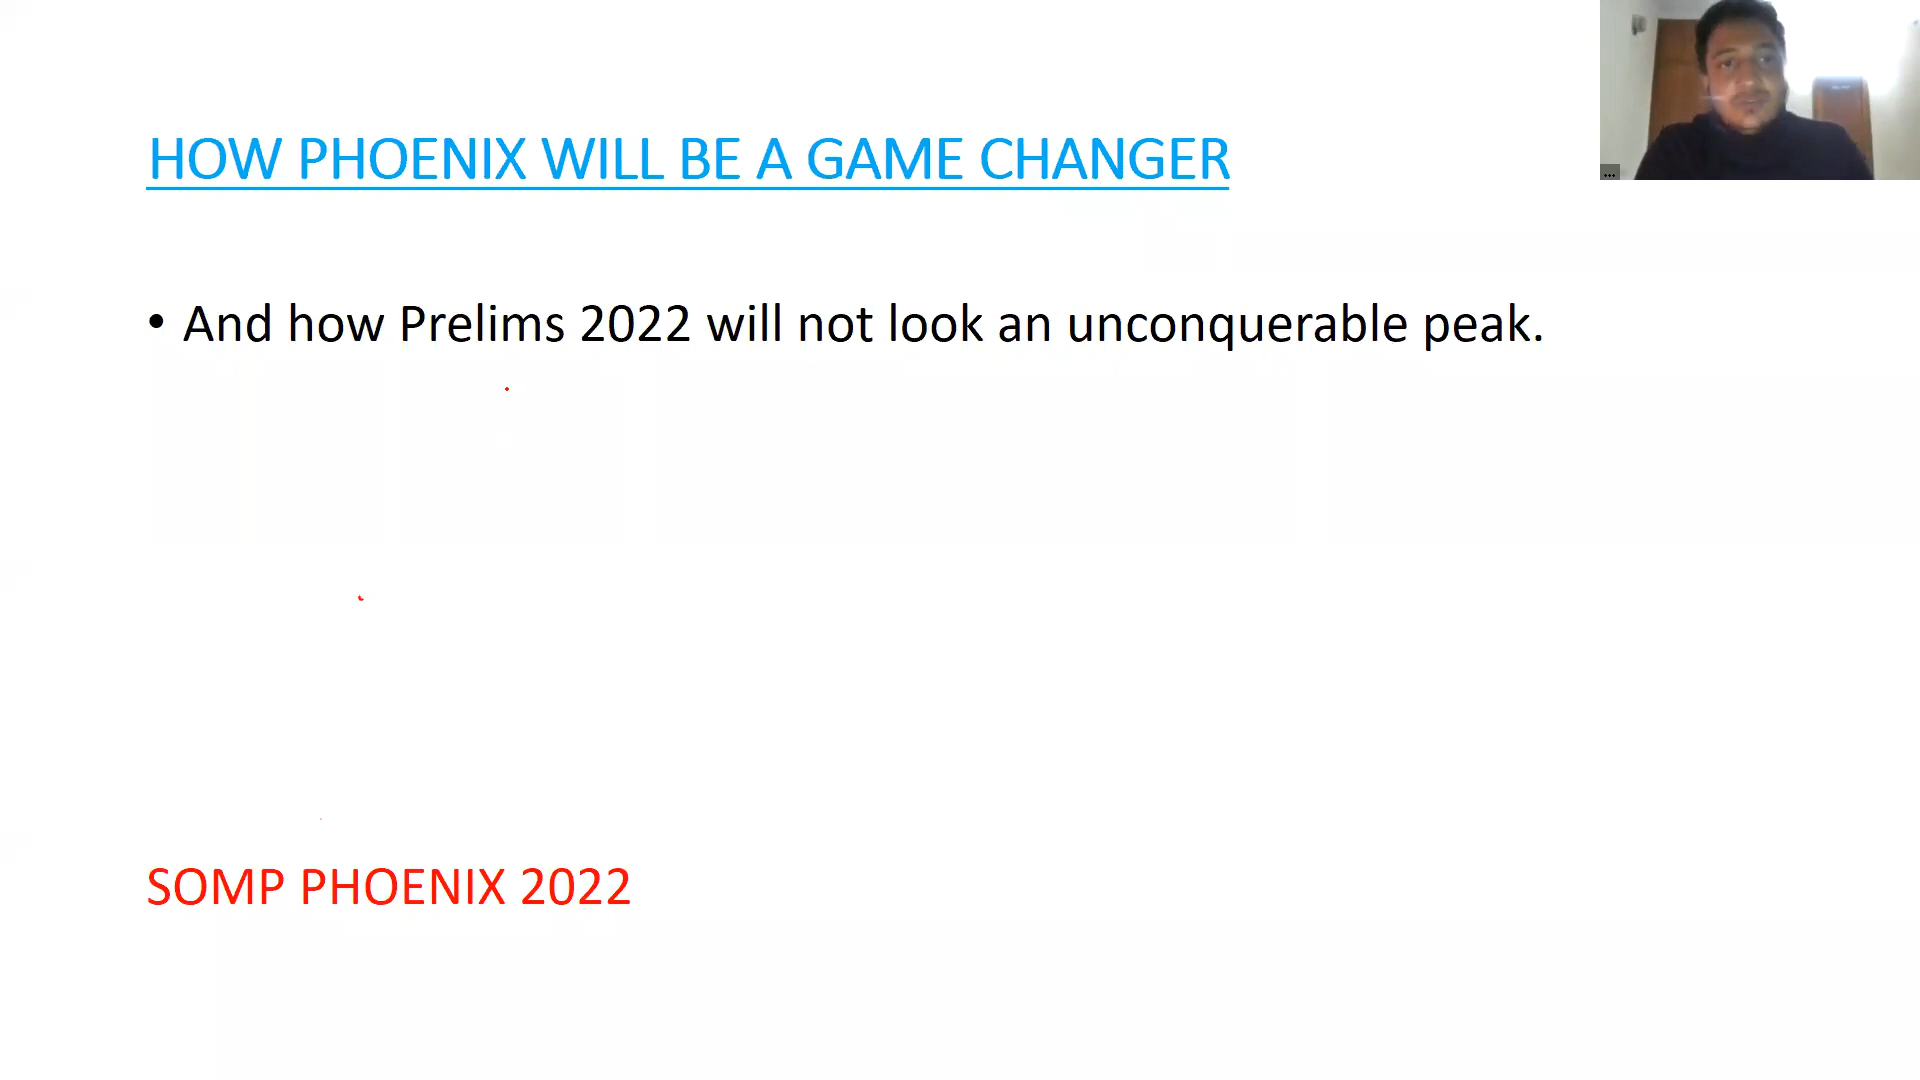 HOW PHOENIX WILL BE A GAME CHANGER
• And how Prelims 2022 will not look an unconquerable peak.
SOMP PHOENIX 2022